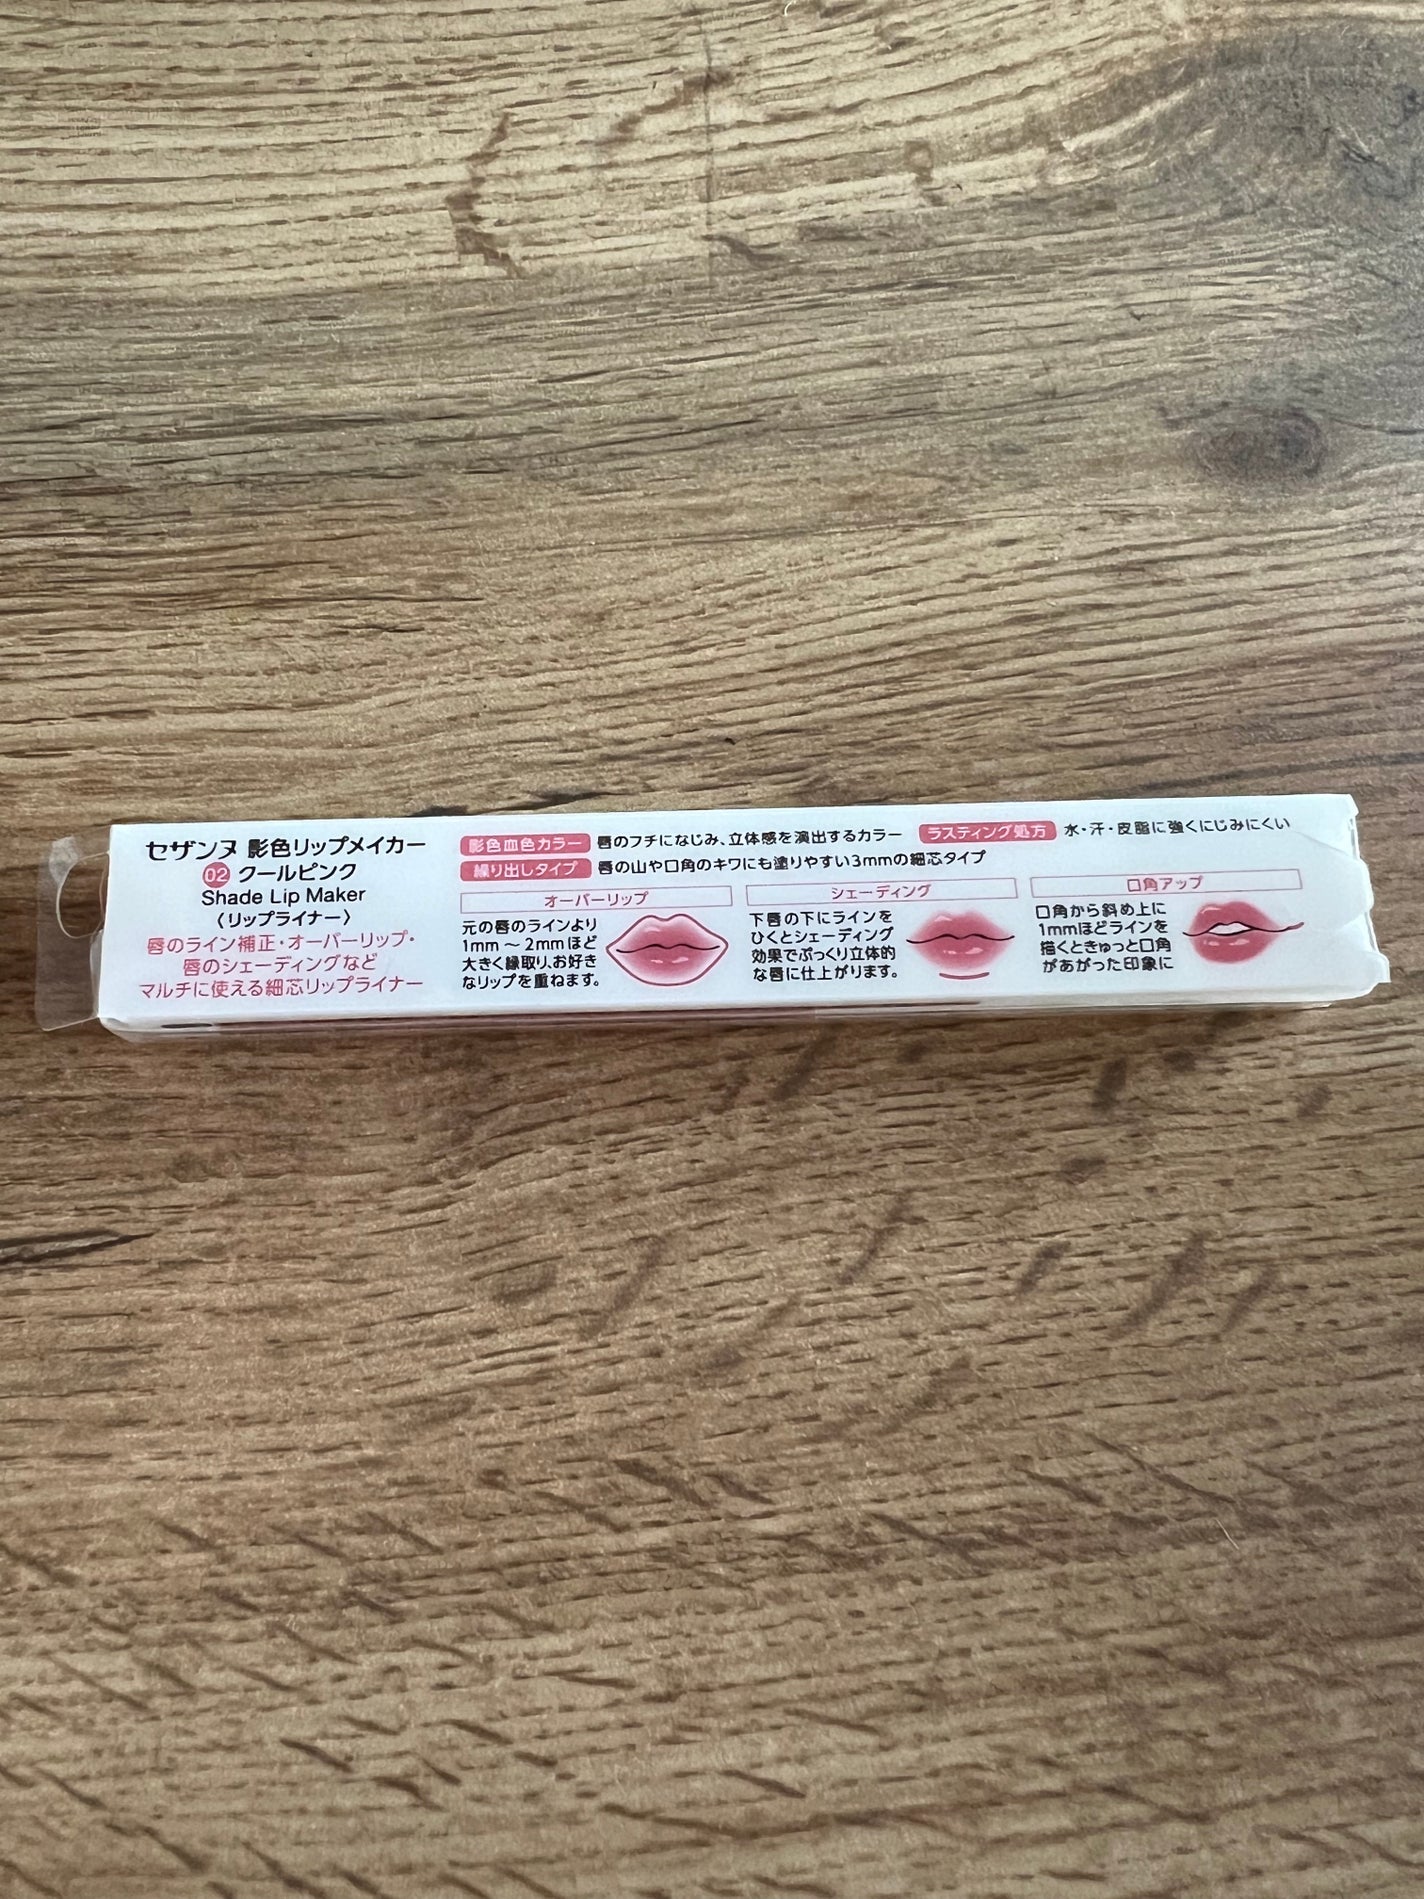 セザンヌ 影色リップメイカー
02 クールピンク
Shade Lip Maker
〈リップライナー〉
唇のライン補正・オーバーリップ・
唇のシェーディングなど
マルチに使える細芯リップライナー
影色血色カラー 唇のフチになじみ、立体感を演出するカラー
ラスティング処方 水・汗・皮脂に強くにじみにくい
繰り出しタイプ 唇の山や口角のキワにも塗りやすい3mmの細芯タイプ
オーバーリップ
元の唇のラインより
1mm～2mmほど
大きく縁取り、お好き
なリップを重ねます。
シェーディング
下唇の下にラインを
ひくとシェーディング
効果でぷっくり立体的
な唇に仕上がります。
口角アップ
口角から斜め上に
1mmほどラインを
描くときゅっと口角
があがった印象に